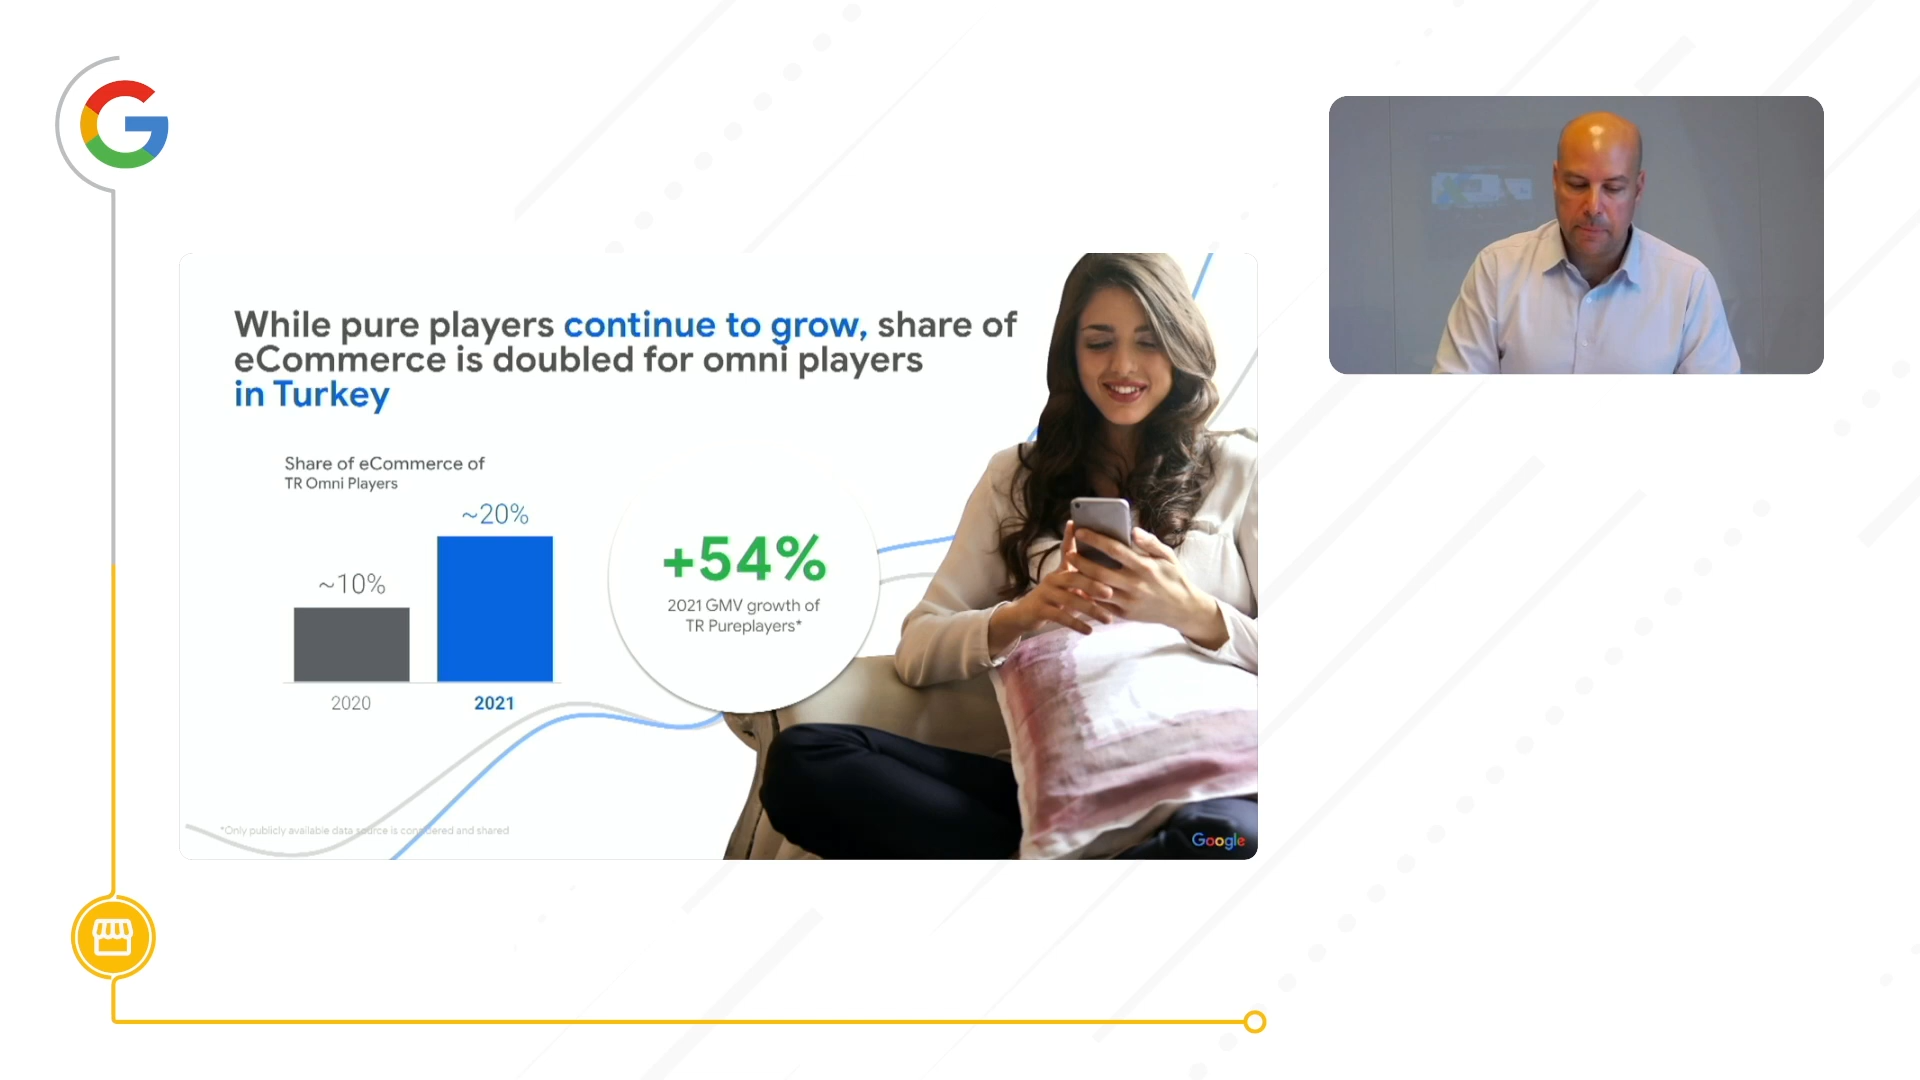 While pure players continue to grow, share of
eCommerce is doubled for omni players
in Turkey
Share of eCommerce of
TR Omni Players
~10%
~20%
2020
2021
+54%
2021 GMV growth of
TR Pureplayers*
*Only publicly available data source is considered and shared
Google